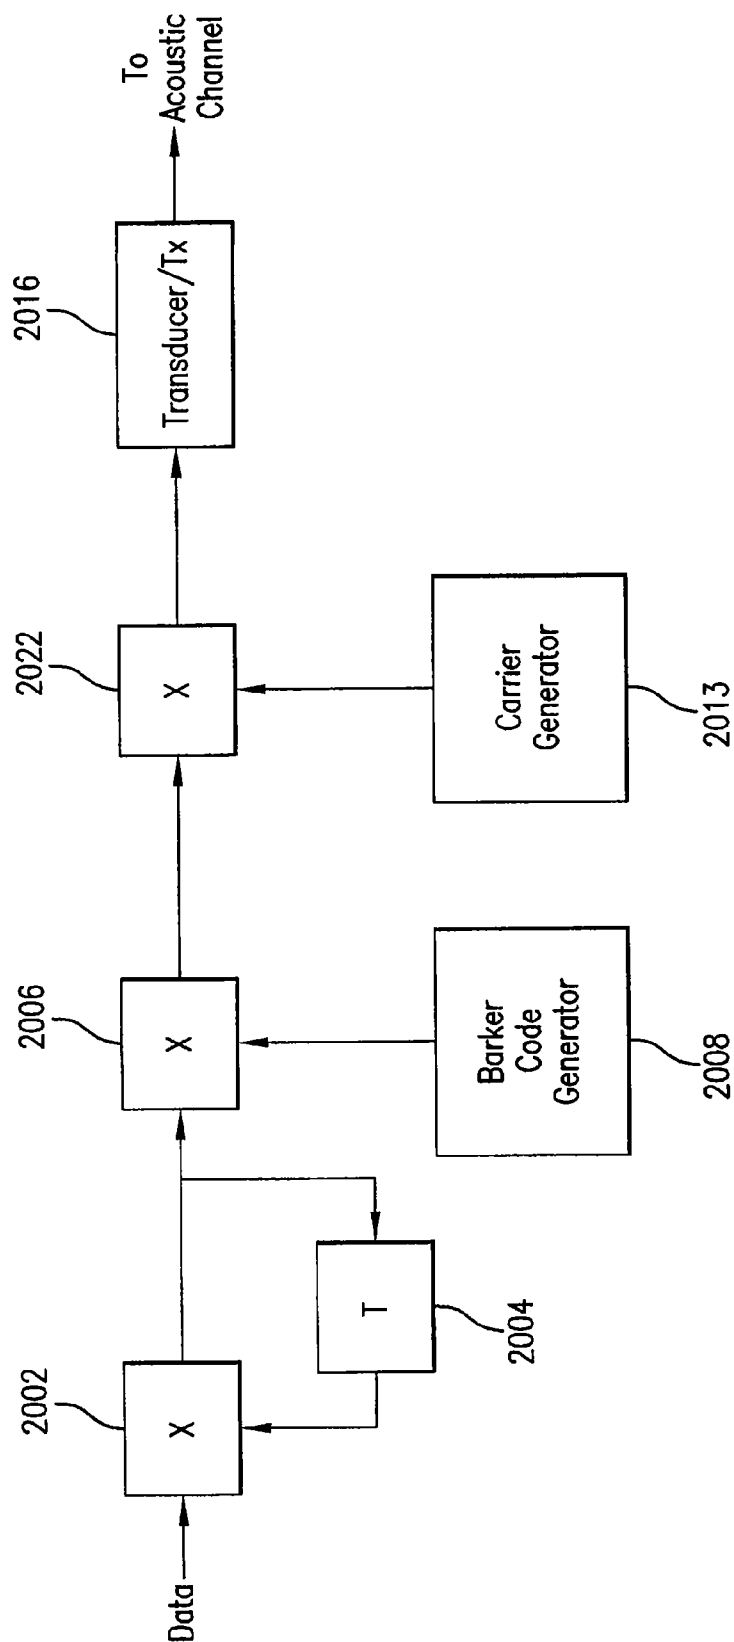 Data
2002
X
T
2004
2006
X
Barker
Code
Generator
2008
2022
X
Carrier
Generator
2013
2016
Transducer/Tx
To
Acoustic
Channel